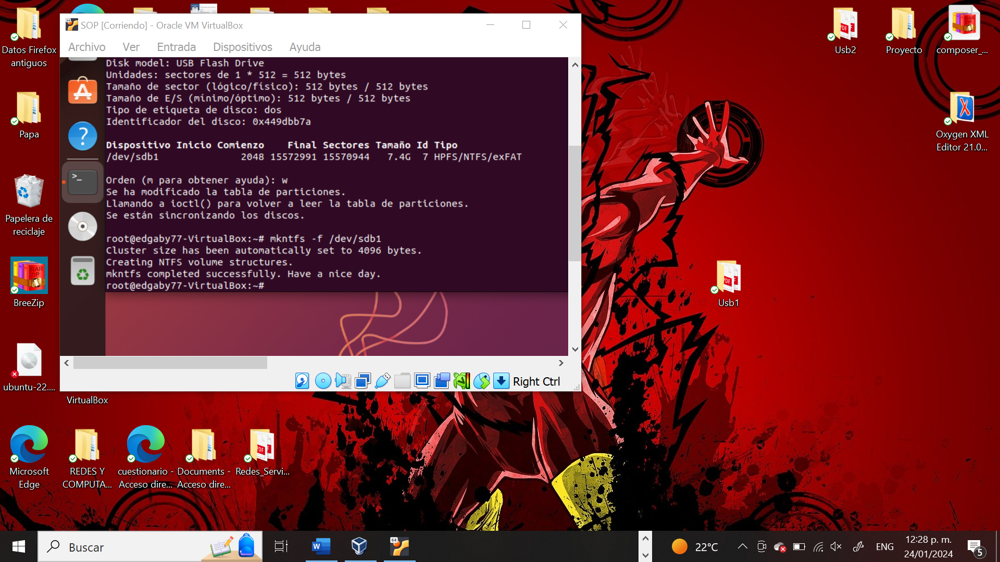 SOP [Corriendo] - Oracle VM VirtualBox
Archivo Ver Entrada Dispositivos Ayuda
Disk model: USB Flash Drive
Unidades: sectores de 1 * 512 = 512 bytes
Tamaño de sector (lógico/físico): 512 bytes / 512 bytes
Tamaño de E/S (mínimo/óptimo): 512 bytes / 512 bytes
Tipo de etiqueta de disco: dos
Identificador del disco: 0x449dbb7a
Dispositivo Inicio Comienzo Final Sectores Tamaño Id Tipo
/dev/sdb1 2048 15572991 15570944 7.4G 7 HPFS/NTFS/exFAT
Orden (m para obtener ayuda): w
Se ha modificado la tabla de particiones.
Llamando a ioctl() para volver a leer la tabla de particiones.
Se están sincronizando los discos.
root@edgaby77-VirtualBox:~# mkntfs -f /dev/sdb1
Cluster size has been automatically set to 4096 bytes.
Creating NTFS volume structures.
mkntfs completed successfully. Have a nice day.
root@edgaby77-VirtualBox:~#
Right Ctrl
Datos Firefox
antiguos
Papa
Papelera de
reciclaje
BreeZip
ubuntu-22....
VirtualBox
Microsoft
Edge
REDES Y
COMPUTA...
cuestionario -
Acceso dire...
Documents -
Acceso dire...
Redes_Servi...
Usb2
Proyecto
composer_...
Oxygen XML
Editor 21.0...
Usb1
Buscar
22°C
ENG
12:28 p. m.
24/01/2024
5